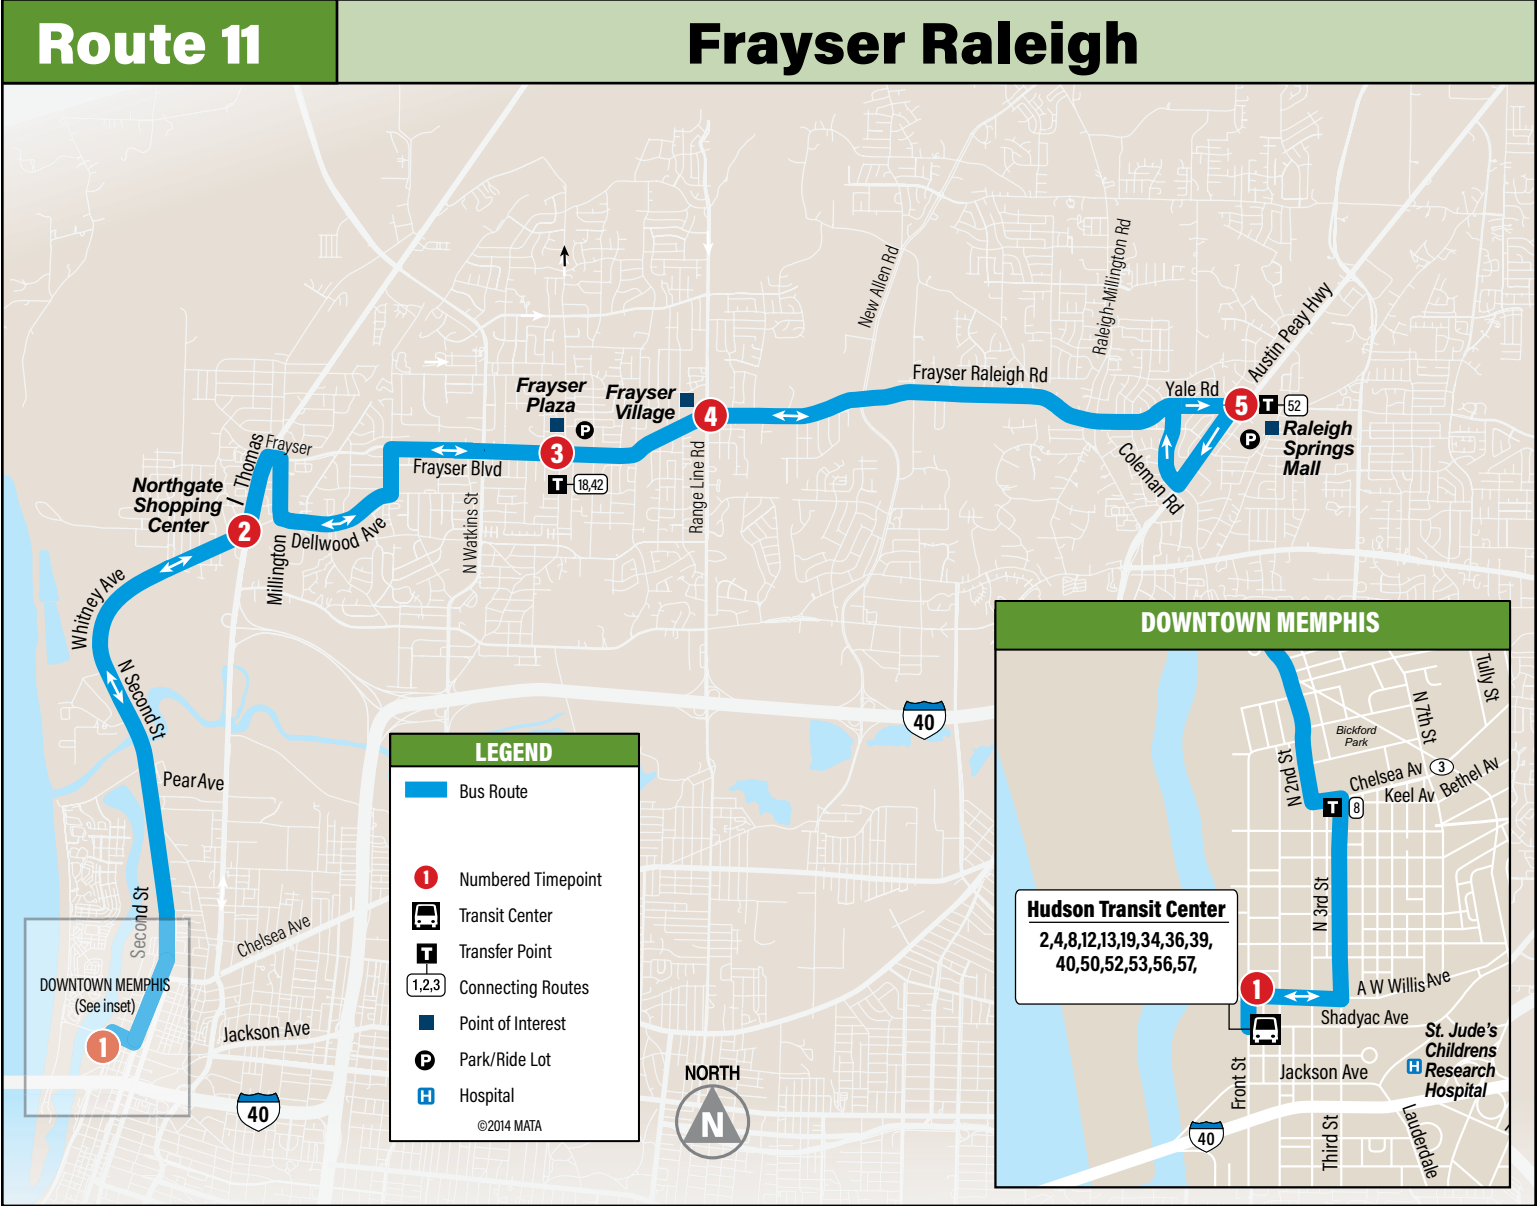 Route 11
Frayser Raleigh
New Allen Rd
Raleigh-Millington Rd
Austin Peay Hwy
Frayser Raleigh Rd
Yale Rd
5
T
52
P
Raleigh
Springs
Mall
Coleman Rd
Frayser
Plaza
P
Frayser
Village
4
3
T
18,42
Range Line Rd
Frayser Blvd
N Watkins St
Thomas
Frayser
Northgate
Shopping
Center
2
Dellwood Ave
Millington
Whitney Ave
N Second St
Pear Ave
Second St
Chelsea Ave
DOWNTOWN MEMPHIS
(See inset)
1
Jackson Ave
40
40
LEGEND
Bus Route
1
Numbered Timepoint
Transit Center
T
Transfer Point
1,2,3
Connecting Routes
Point of Interest
P
Park/Ride Lot
H
Hospital
©2014 MATA
NORTH
N
DOWNTOWN MEMPHIS
Tully St
N 7th St
Bickford
Park
N 2nd St
Chelsea Av
3
Bethel Av
Keel Av
T
8
N 3rd St
Hudson Transit Center
2,4,8,12,13,19,34,36,39,
40,50,52,53,56,57,
1
A W Willis Ave
Shadyac Ave
St. Jude's
Childrens
H
Research
Hospital
Front St
Jackson Ave
40
Third St
Lauderdale